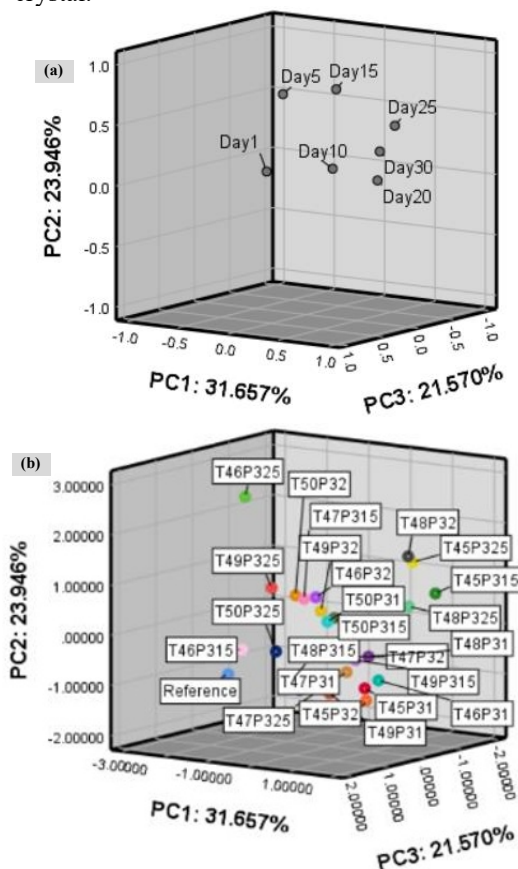 crystal.
(a)
PC2: 23.946%
1.0
0.5
0.0
-0.5
-1.0
Day5
Day15
Day25
Day1
Day10
Day30
Day20
-1.0
-0.5
0.0
0.5
1.0
1.0
0.5
0.0
-0.5
-1.0
PC1: 31.657%
PC3: 21.570%
(b)
PC2: 23.946%
3.00000
2.00000
1.00000
.00000
-1.00000
-2.00000
T46P325
T50P32
T47P315
T48P32
T49P325
T49P32
T45P325
T46P32
T45P315
T50P325
T50P31
T48P325
T50P315
T46P315
T48P315
T47P32
T48P31
Reference
T47P31
T49P315
T47P325
T45P32
T45P31
T46P31
T49P31
-3.00000
-1.00000
1.00000
2.00000
1.00000
.00000
-1.00000
-2.00000
PC1: 31.657%
PC3: 21.570%